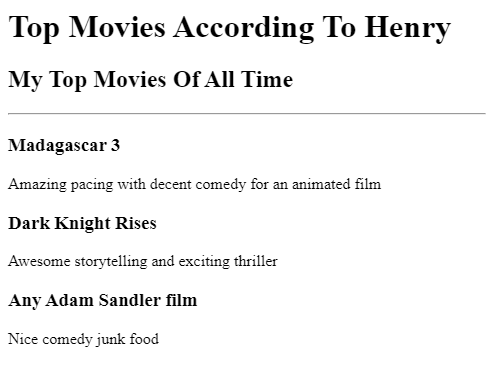 Top Movies According To Henry
My Top Movies Of All Time
Madagascar 3
Amazing pacing with decent comedy for an animated film
Dark Knight Rises
Awesome storytelling and exciting thriller
Any Adam Sandler film
Nice comedy junk food